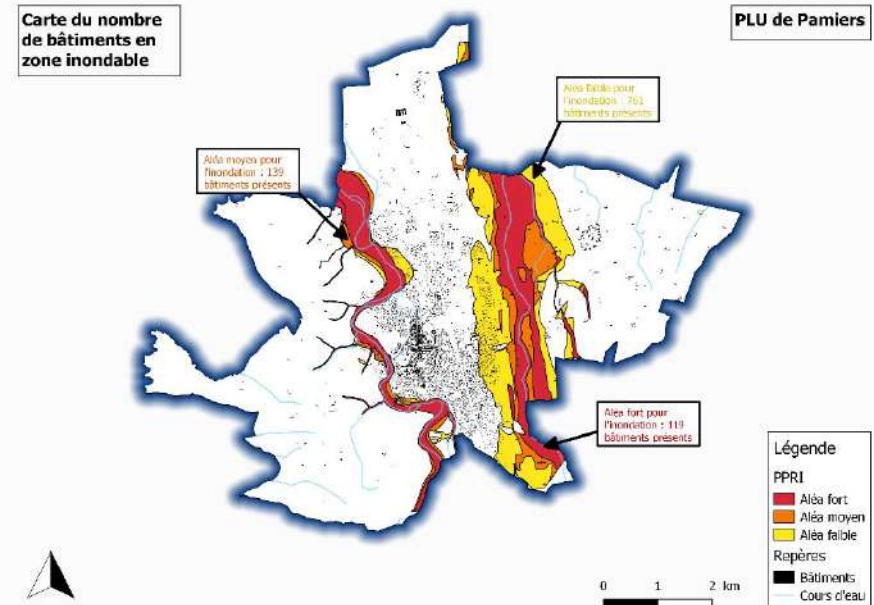 Carte du nombre
de bâtiments en
zone inondable
PLU de Pamiers
Aléa faible pour
l'inondation : 761
bâtiments présents
Aléa moyen pour
l'inondation : 139
bâtiments présents
Aléa fort pour
l'inondation : 119
bâtiments présents
Légende
PPRI
Aléa fort
Aléa moyen
Aléa faible
Repères
Bâtiments
Cours d'eau
0 1 2 km